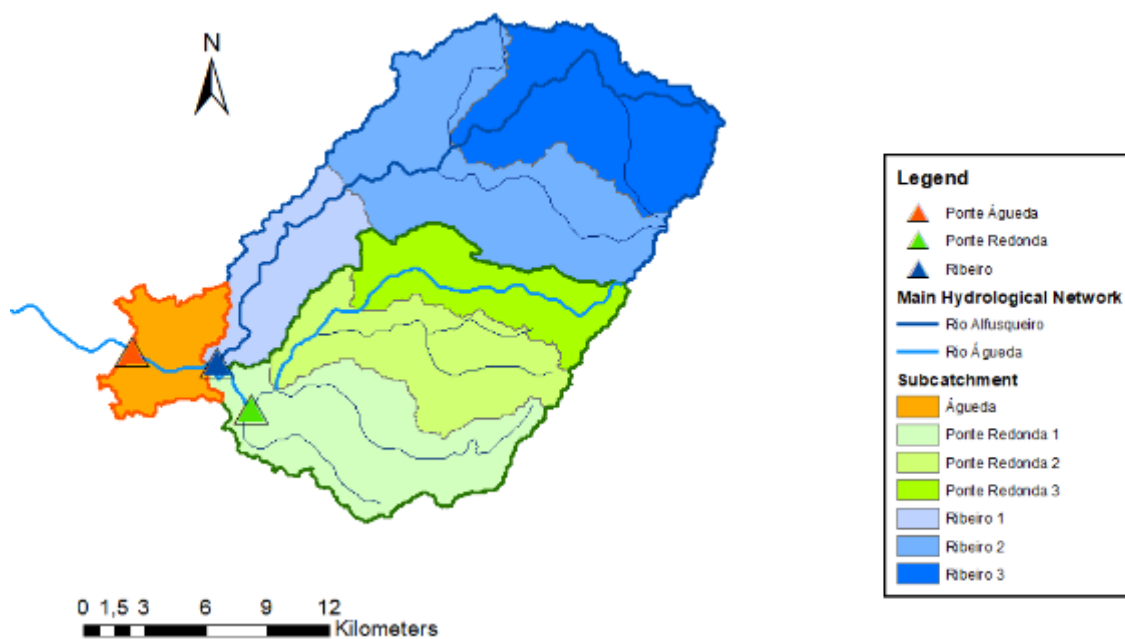 N
Legend
Ponte Águeda
Ponte Redonda
Ribeiro
Main Hydrological Network
Rio Alfusqueiro
Rio Águeda
Subcatchment
Águeda
Ponte Redonda 1
Ponte Redonda 2
Ponte Redonda 3
Ribeiro 1
Ribeiro 2
Ribeiro 3
0 1,5 3 6 9 12
Kilometers